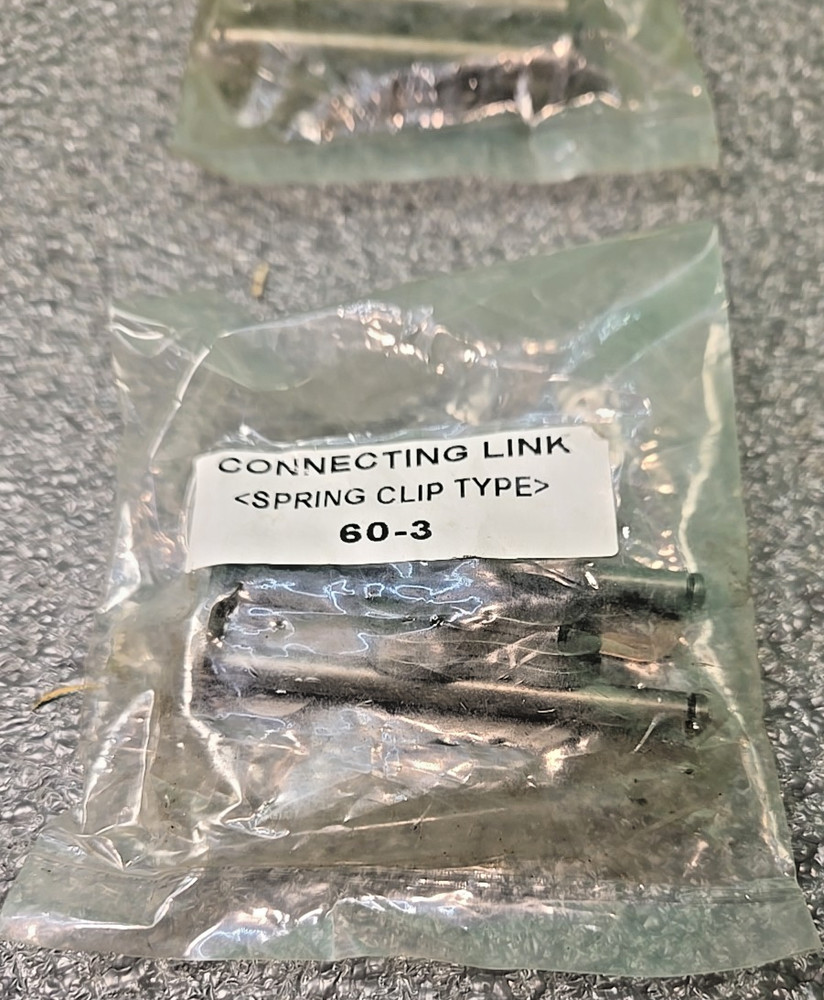 CONNECTING LINK
<SPRING CLIP TYPE>
60-3